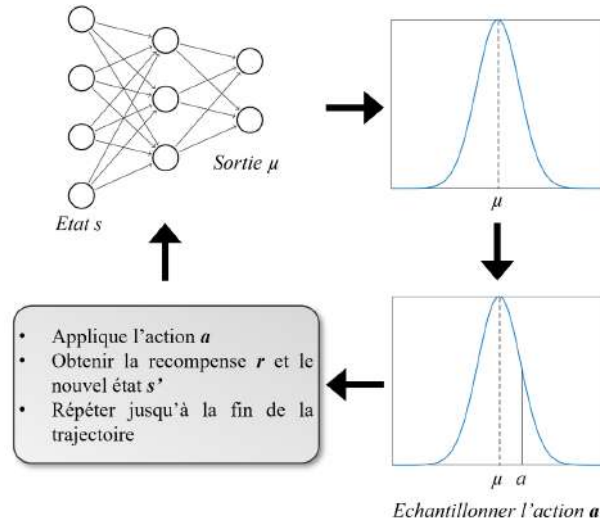 Sortie μ
Etat s
μ
• Applique l'action a
• Obtenir la recompense r et le
nouvel état s'
• Répéter jusqu'à la fin de la
trajectoire
μ a
Echantillonner l'action a